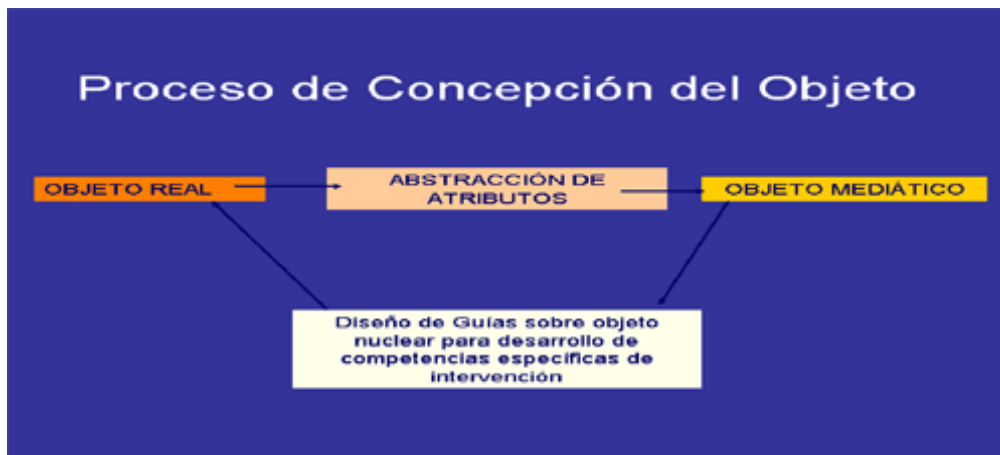 Proceso de Concepción del Objeto
OBJETO REAL
ABSTRACCIÓN DE
ATRIBUTOS
OBJETO MEDIÁTICO
Diseño de Guías sobre objeto
nuclear para desarrollo de
competencias específicas de
intervención